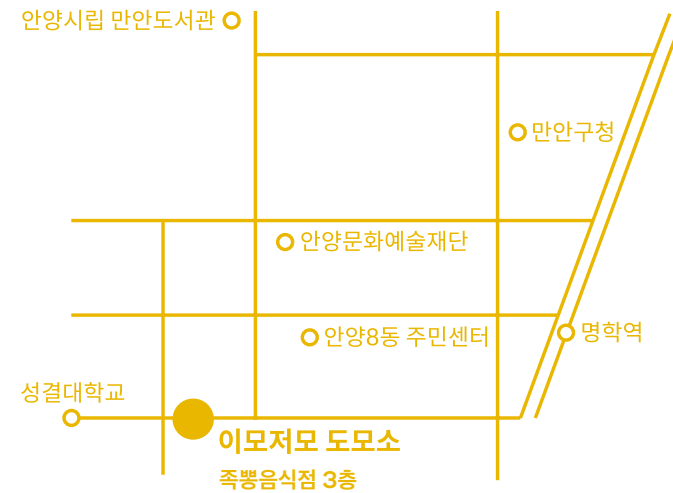 안양시립 만안도서관
만안구청
안양문화예술재단
안양8동 주민센터
명학역
성결대학교
이모저모 도모소
족뽕음식점 3층